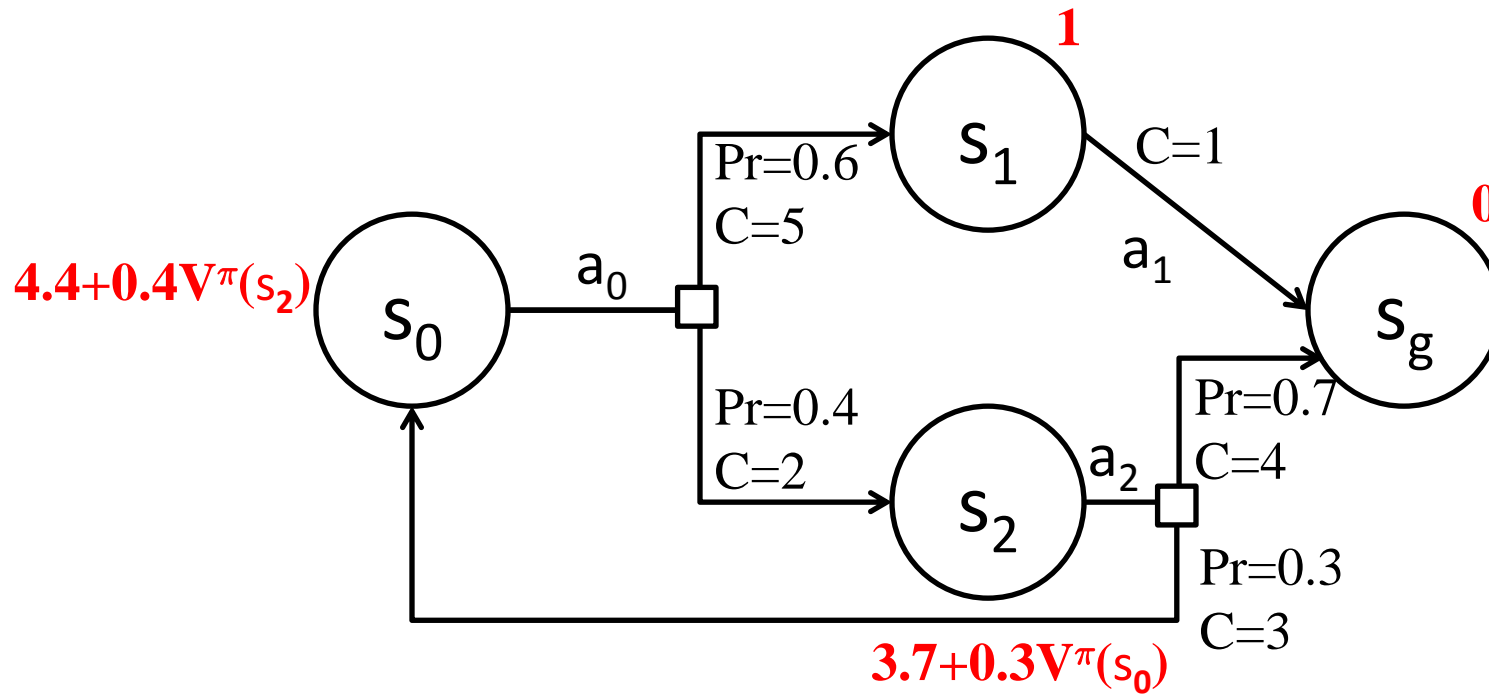 1
s₁
C=1
Pr=0.6
C=5
0
a₀
a₁
4.4+0.4Vπ(s₂)
s₀
s_g
Pr=0.4
C=2
Pr=0.7
C=4
a₂
s₂
Pr=0.3
C=3
3.7+0.3Vπ(s₀)